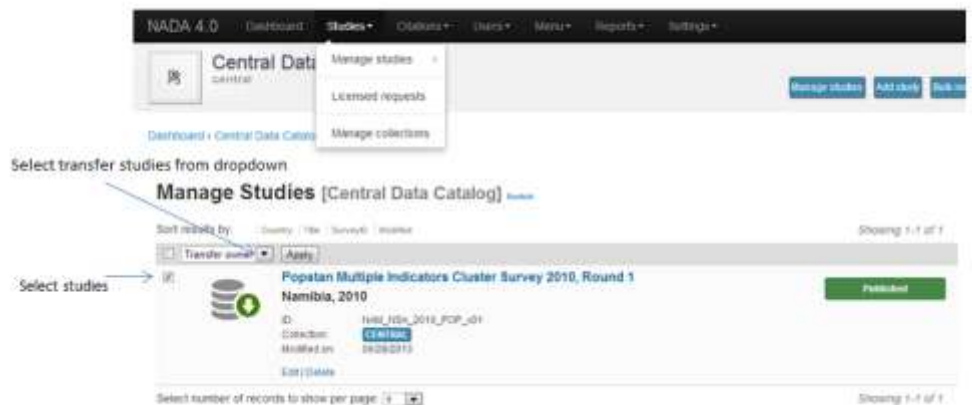 NADA 4.0 Dashboard Studies Citations Users Menu Reports Settings
Central Data
central
Manage studies
Licensed requests
Manage collections
Manage studies Add study
Dashboard › Central Data Catalog
Select transfer studies from dropdown
Manage Studies [Central Data Catalog]
Sort results by: Country Title SurveyID Modified
Showing 1-1 of 1
Transfer owner Apply
Select studies
Popstan Multiple Indicators Cluster Survey 2010, Round 1
Published
Namibia, 2010
ID:
Collection: CENTRAL
Modified on:
Edit | Delete
Select number of records to show per page:
Showing 1-1 of 1